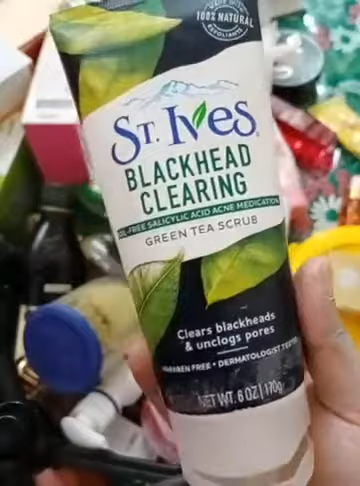 100% NATURAL
EXFOLIANTS
ST. IVES
BLACKHEAD
CLEARING
OIL-FREE SALICYLIC ACID ACNE MEDICATION
GREEN TEA SCRUB
Clears blackheads
& unclogs pores
PARABEN FREE • DERMATOLOGIST TESTED
NET WT. 6 OZ | 170g